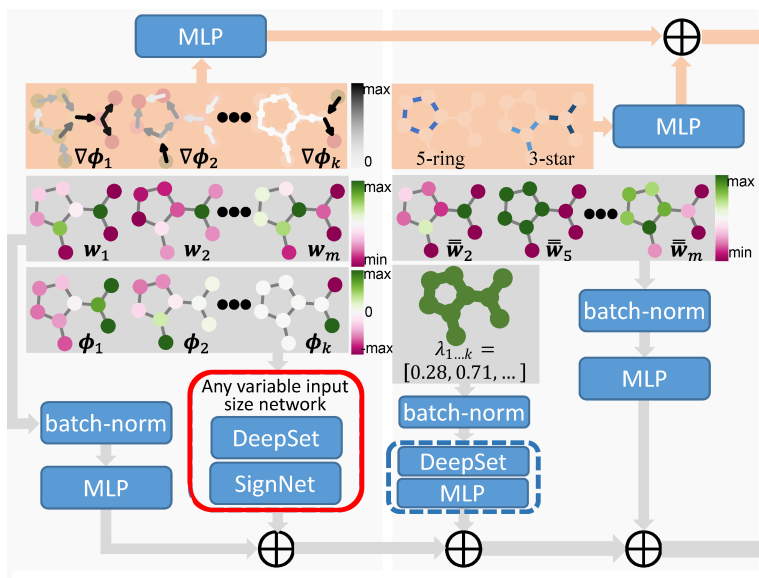 MLP
max
0
∇ϕ₁ ∇ϕ₂ ●●● ∇ϕₖ
5-ring 3-star
MLP
max
min
w₁ w₂ ●●● wₘ
max
min
w̿₂ w̿₅ ●●● w̿ₘ
max
0
-max
ϕ₁ ϕ₂ ●●● ϕₖ
λ₁…ₖ =
[0.28, 0.71, …]
batch-norm
MLP
Any variable input
size network
DeepSet
SignNet
batch-norm
MLP
batch-norm
DeepSet
MLP